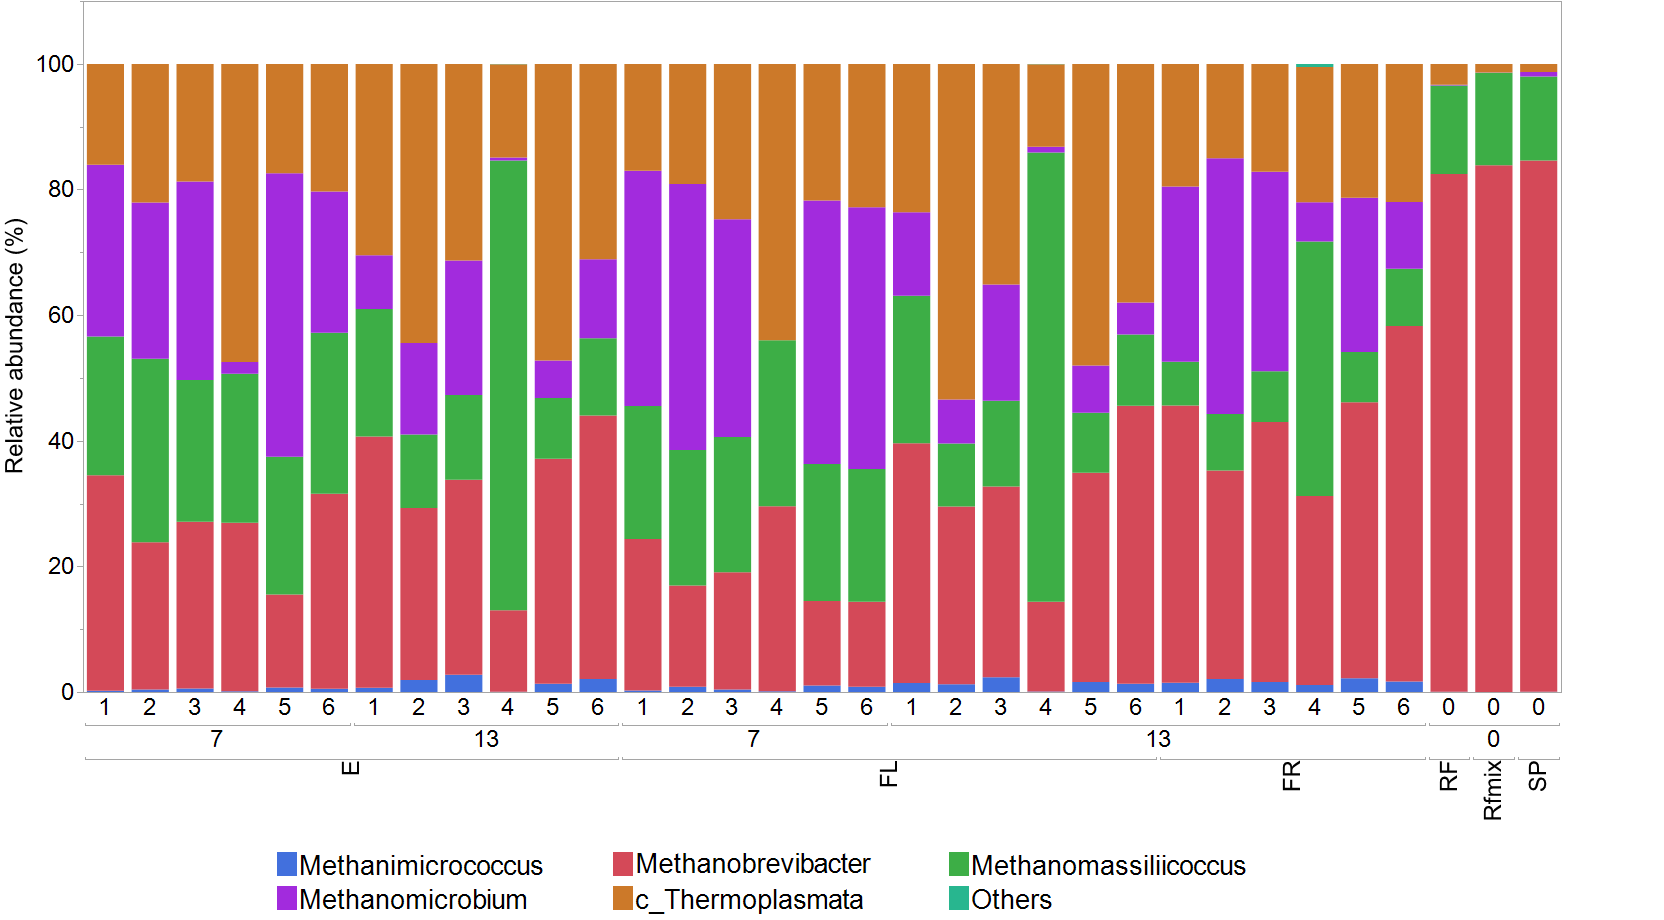 Relative abundance (%)
100
80
60
40
20
0
1 2 3 4 5 6 1 2 3 4 5 6 1 2 3 4 5 6 1 2 3 4 5 6 1 2 3 4 5 6 0 0 0
7 13 7 13 0
E FL FR RF Rfmix SP
Methanimicrococcus Methanobrevibacter Methanomassiliicoccus
Methanomicrobium c_Thermoplasmata Others